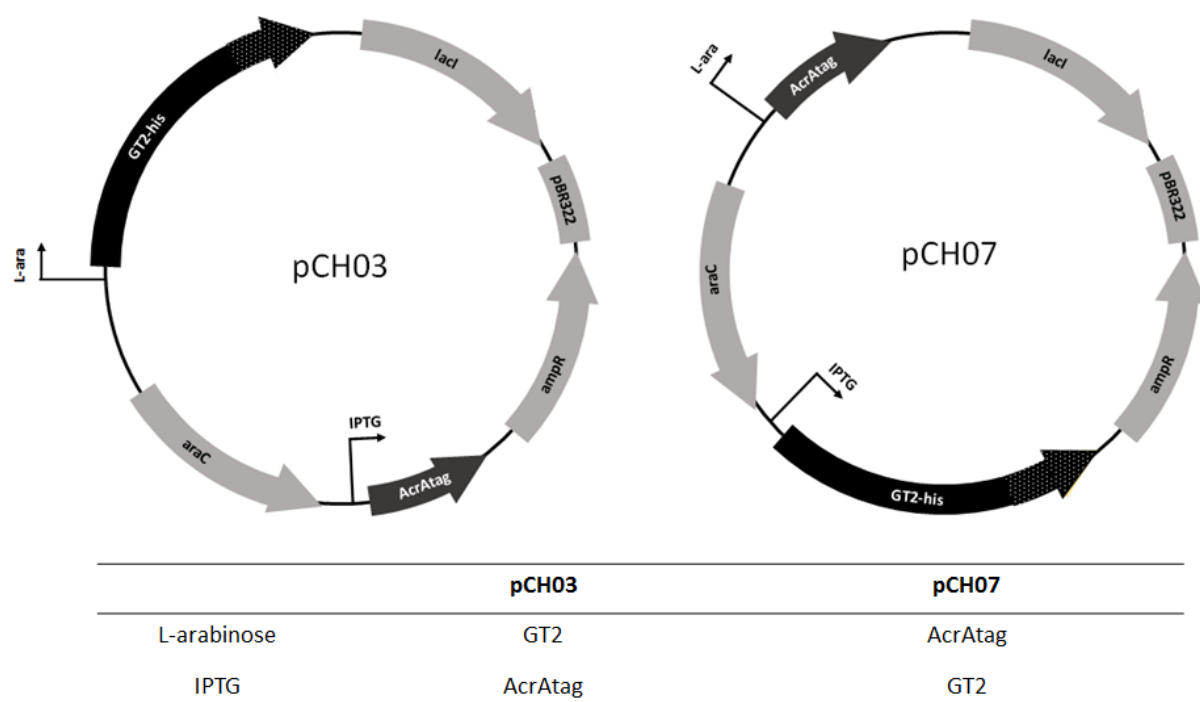 lacI
GT2-his
pBR322
L-ara
pCH03
ampR
araC
IPTG
AcrAtag
L-ara
AcrAtag
lacI
pBR322
araC
pCH07
IPTG
ampR
GT2-his
pCH03 pCH07
L-arabinose GT2 AcrAtag
IPTG AcrAtag GT2